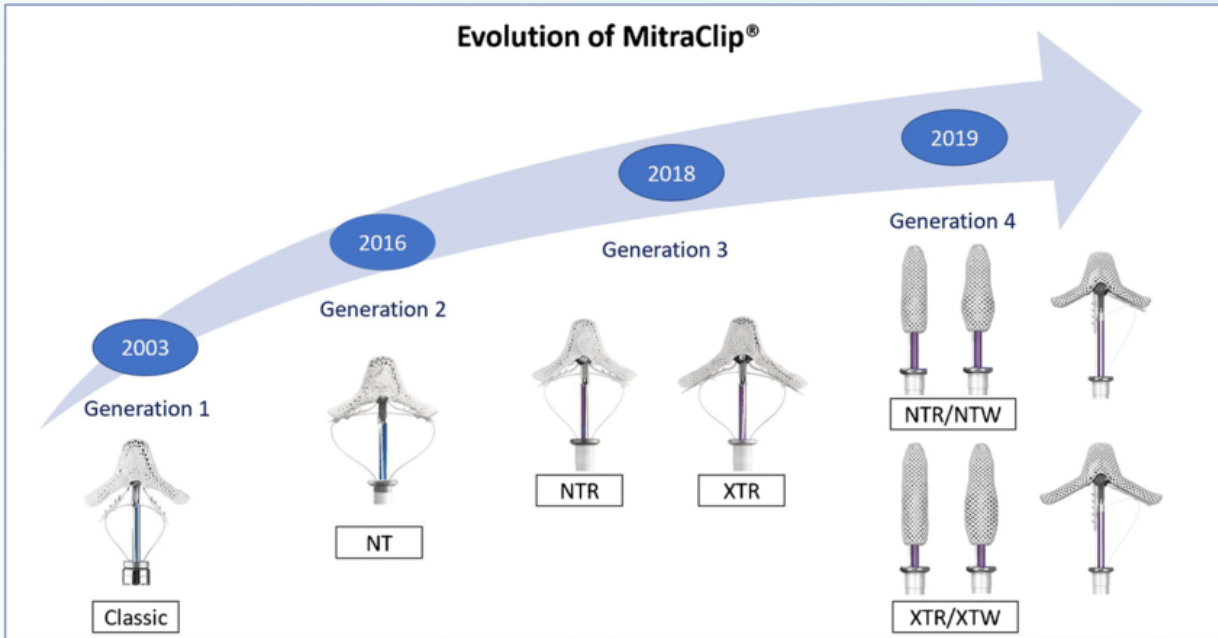 Evolution of MitraClip®
2003
Generation 1
Classic
2016
Generation 2
NT
2018
Generation 3
NTR
XTR
2019
Generation 4
NTR/NTW
XTR/XTW